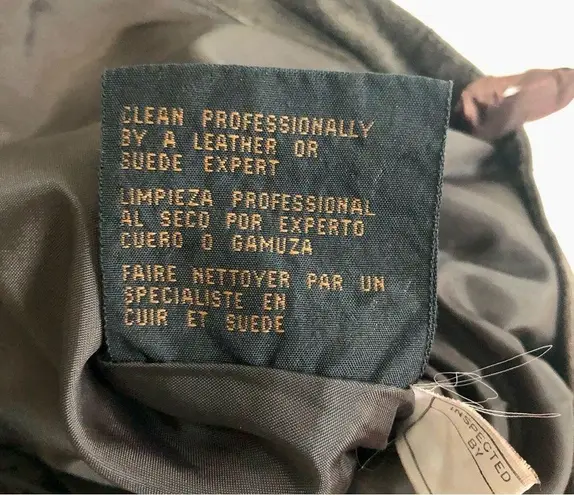 CLEAN PROFESSIONALLY
BY A LEATHER OR
SUEDE EXPERT
LIMPIEZA PROFESSIONAL
AL SECO POR EXPERTO
CUERO O GAMUZA
FAIRE NETTOYER PAR UN
SPECIALISTE EN
CUIR ET SUEDE
INSPECTED
BY